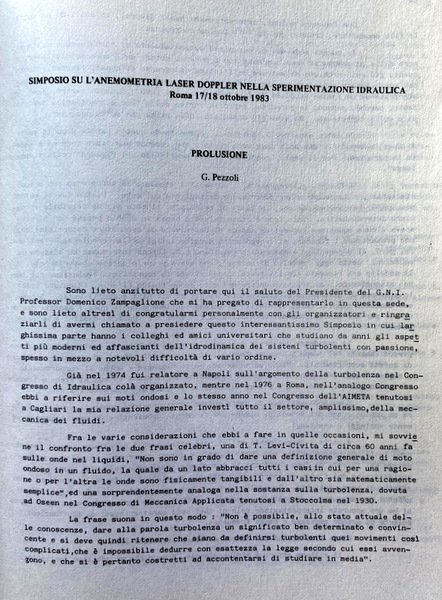 SIMPOSIO SU L'ANEMOMETRIA LASER DOPPLER NELLA SPERIMENTAZIONE IDRAULICA
Roma 17/18 ottobre 1983
PROLUSIONE
G. Pezzoli
Sono lieto anzitutto di portare qui il saluto del Presidente del G.N.I.
Professor Domenico Zampaglione che mi ha pregato di rappresentarlo in questa sede,
e sono lieto altresì di congratularmi personalmente con gli organizzatori e ringra
ziarli di avermi chiamato a presiedere questo interessantissimo Simposio in cui lar
ghissima parte hanno i colleghi ed amici universitari che studiano da anni gli aspet
ti più moderni ed affascinanti dell'idrodinamica dei sistemi turbolenti con passione,
spesso in mezzo a notevoli difficoltà di vario ordine.
Già nel 1974 fui relatore a Napoli sull'argomento della turbolenza nel Con-
gresso di Idraulica colà organizzato, mentre nel 1976 a Roma, nell'analogo Congresso
ebbi a riferire sui moti ondosi e lo stesso anno nel Congresso dell'AIMETA tenutosi
a Cagliari la mia relazione generale investì tutto il settore, amplissimo, della mec-
canica dei fluidi.
Fra le varie considerazioni che ebbi a fare in quelle occasioni, mi sovvie
ne il confronto fra le due frasi celebri, una di T. Levi-Civita di circa 60 anni fa
sulle onde nei liquidi, "Non sono in grado di dare una definizione generale di moto
ondoso in un fluido, la quale da un lato abbracci tutti i casi in cui per una ragio-
ne o per l'altra le onde sono fisicamente tangibili e dall'altro sia matematicamente
semplice", ed una sorprendentemente analoga nella sostanza sulla turbolenza, dovuta
ad Oseen nel Congresso di Meccanica Applicata tenutosi a Stoccolma nel 1930.
La frase suona in questo modo : "Non è possibile, allo stato attuale del-
le conoscenze, dare alla parola turbolenza un significato ben determinato e convin-
cente e si deve quindi ritenere che siano da definirsi turbolenti quei movimenti così
complicati, che è impossibile dedurre con esattezza la legge secondo cui essi avven-
gono, e che si è pertanto costretti ad accontentarsi di studiare in media".